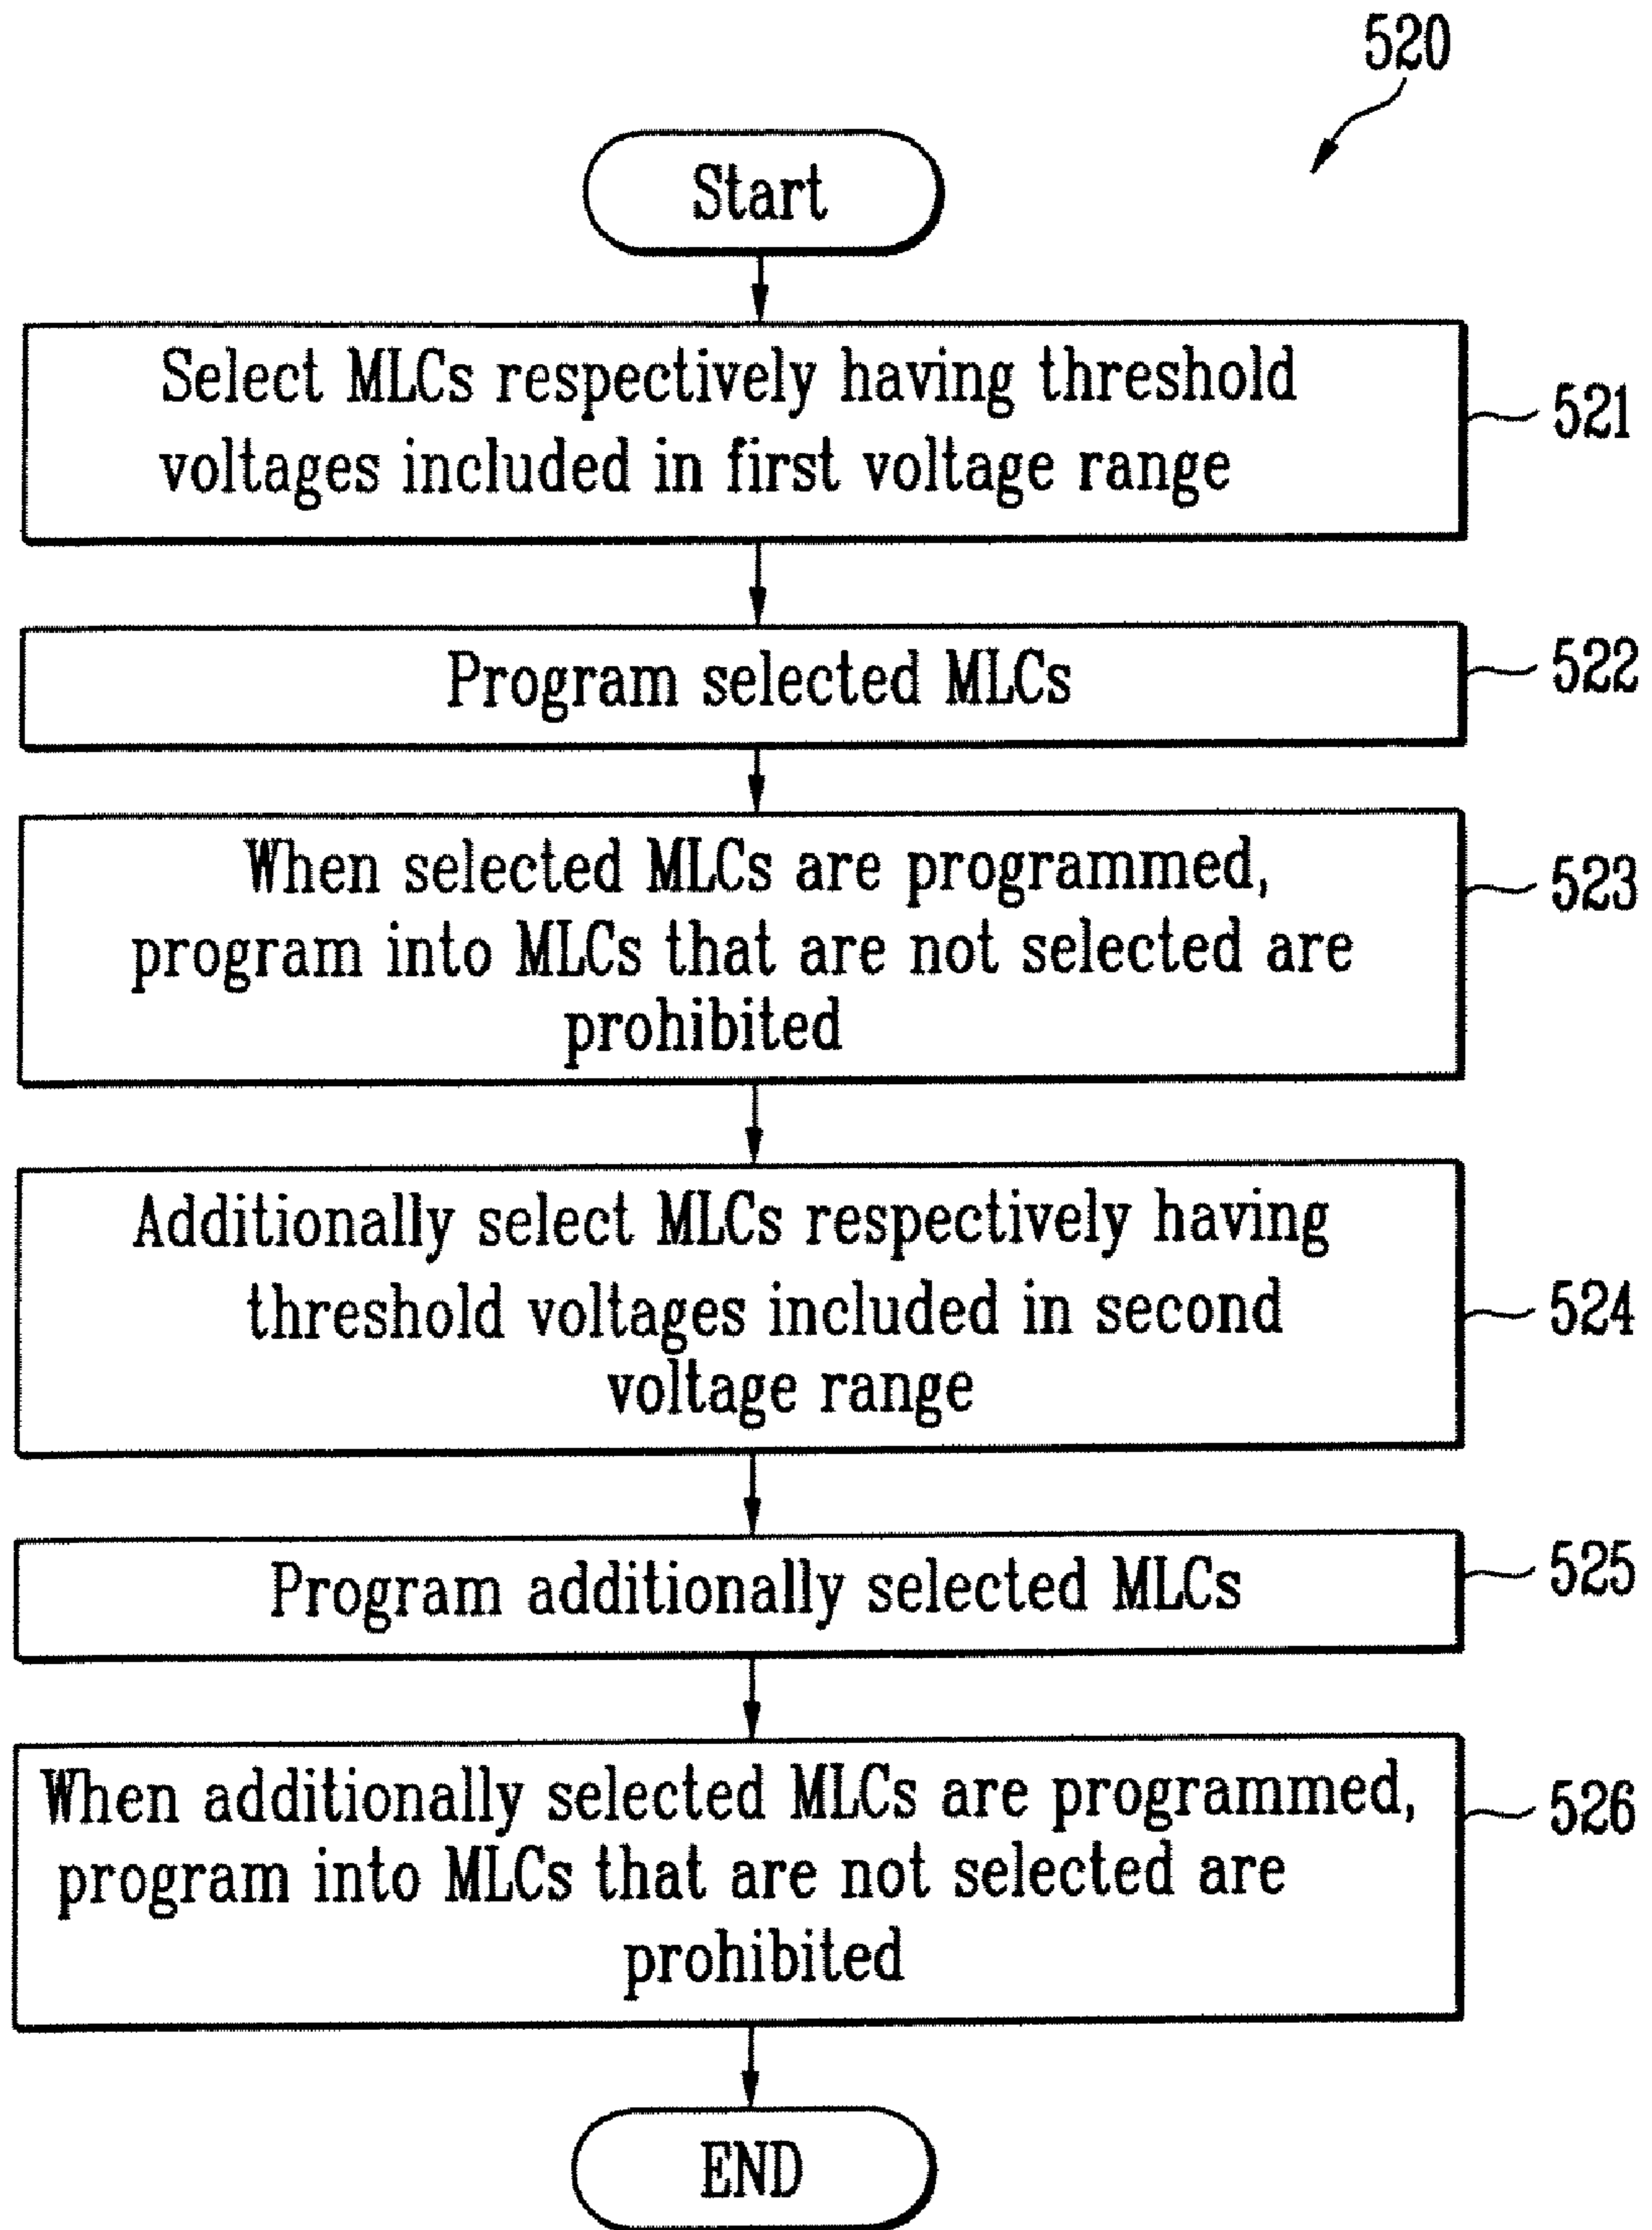 520
Start
Select MLCs respectively having threshold
voltages included in first voltage range
521
Program selected MLCs
522
When selected MLCs are programmed,
program into MLCs that are not selected are
prohibited
523
Additionally select MLCs respectively having
threshold voltages included in second
voltage range
524
Program additionally selected MLCs
525
When additionally selected MLCs are programmed,
program into MLCs that are not selected are
prohibited
526
END